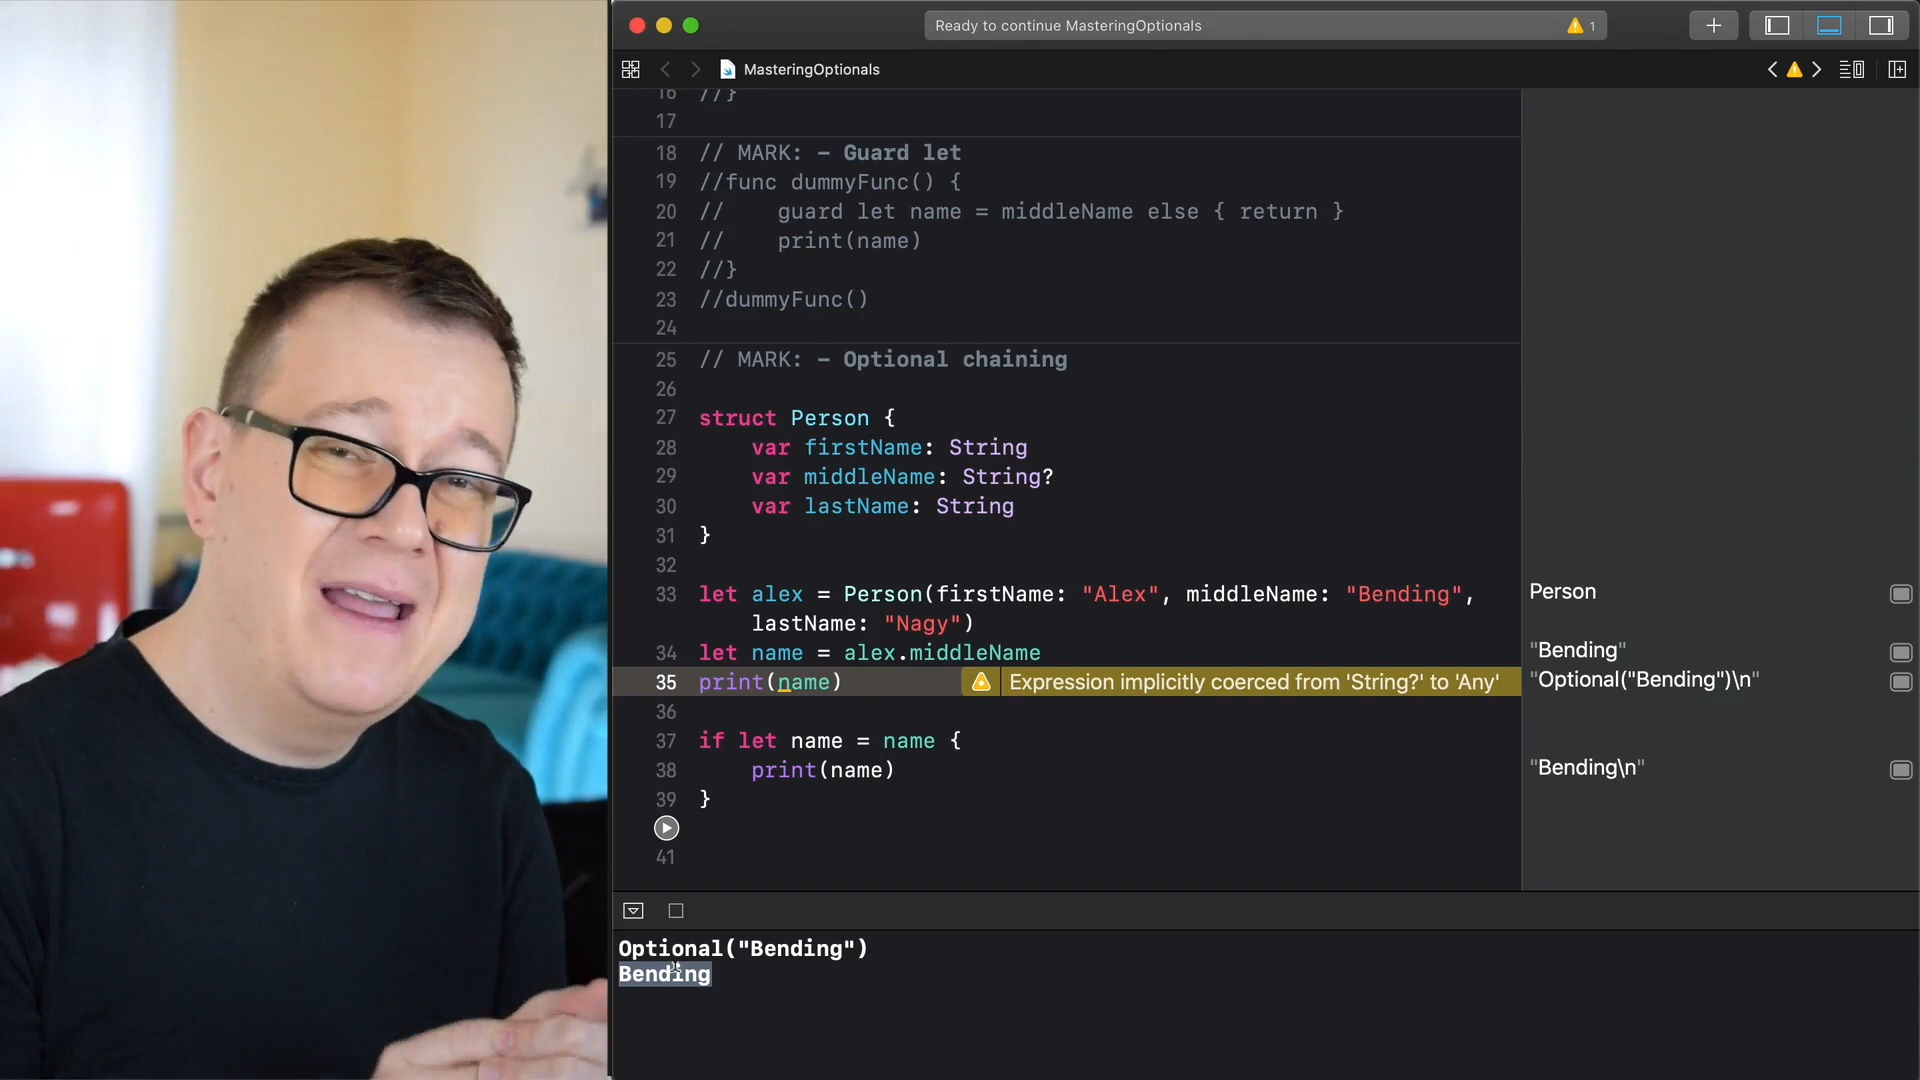 Ready to continue MasteringOptionals
1
MasteringOptionals
16 //}
17
18 // MARK: - Guard let
19 //func dummyFunc() {
20 //    guard let name = middleName else { return }
21 //    print(name)
22 //}
23 //dummyFunc()
24
25 // MARK: - Optional chaining
26
27 struct Person {
28     var firstName: String
29     var middleName: String?
30     var lastName: String
31 }
32
33 let alex = Person(firstName: "Alex", middleName: "Bending",
lastName: "Nagy")
Person
34 let name = alex.middleName
"Bending"
35 print(name)
Expression implicitly coerced from 'String?' to 'Any'
"Optional("Bending")\n"
36
37 if let name = name {
38     print(name)
"Bending\n"
39 }
41
Optional("Bending")
Bending